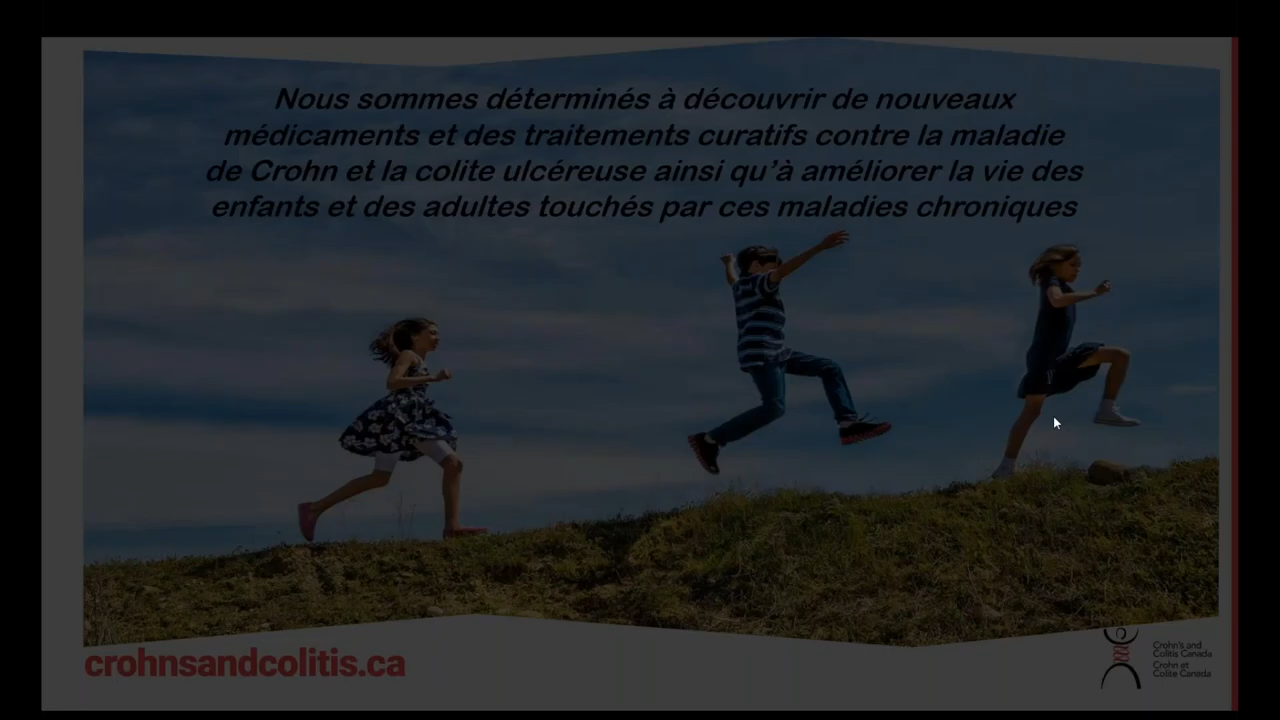 Nous sommes déterminés à découvrir de nouveaux
médicaments et des traitements curatifs contre la maladie
de Crohn et la colite ulcéreuse ainsi qu’à améliorer la vie des
enfants et des adultes touchés par ces maladies chroniques
crohnsandcolitis.ca
Crohn's and
Colitis Canada
Crohn et
Colite Canada